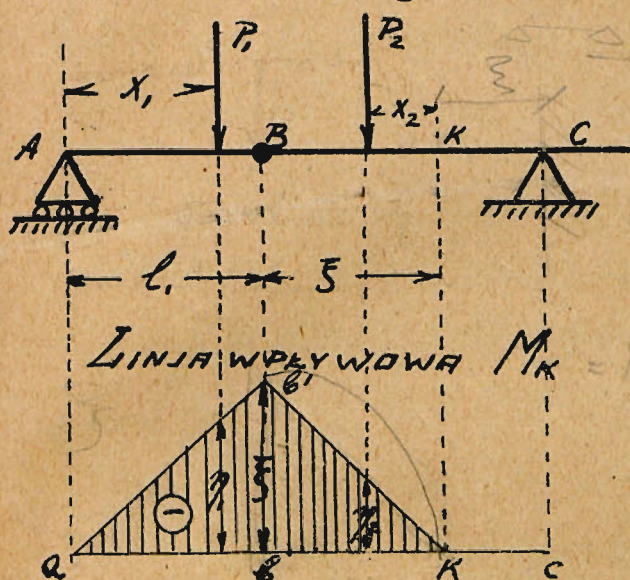 P₁ P₂
x₁ x₂ ξ
A B K C
l₁ ξ
LINJA WPŁYWOWA Mₖ
b'
η ξ η₂
⊖
a b K C